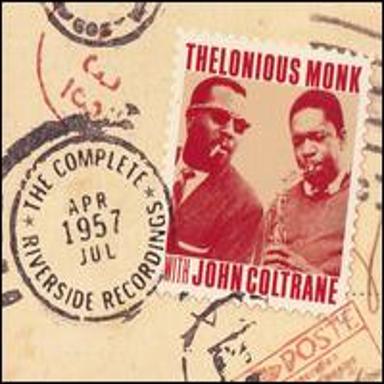 THELONIOUS MONK
WITH JOHN COLTRANE
★ THE COMPLETE ★
RIVERSIDE RECORDINGS
APR
1957
JUL
POSTE